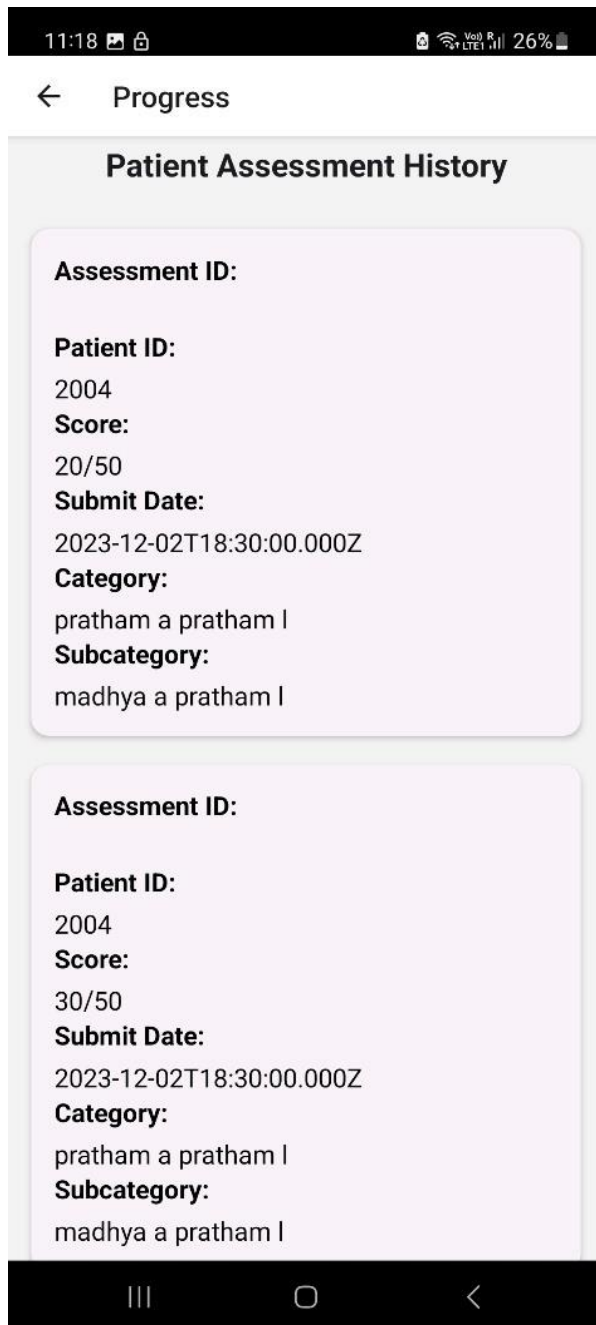 11:18
26%
Progress
Patient Assessment History
Assessment ID:
Patient ID:
2004
Score:
20/50
Submit Date:
2023-12-02T18:30:00.000Z
Category:
pratham a pratham l
Subcategory:
madhya a pratham l
Assessment ID:
Patient ID:
2004
Score:
30/50
Submit Date:
2023-12-02T18:30:00.000Z
Category:
pratham a pratham l
Subcategory:
madhya a pratham l